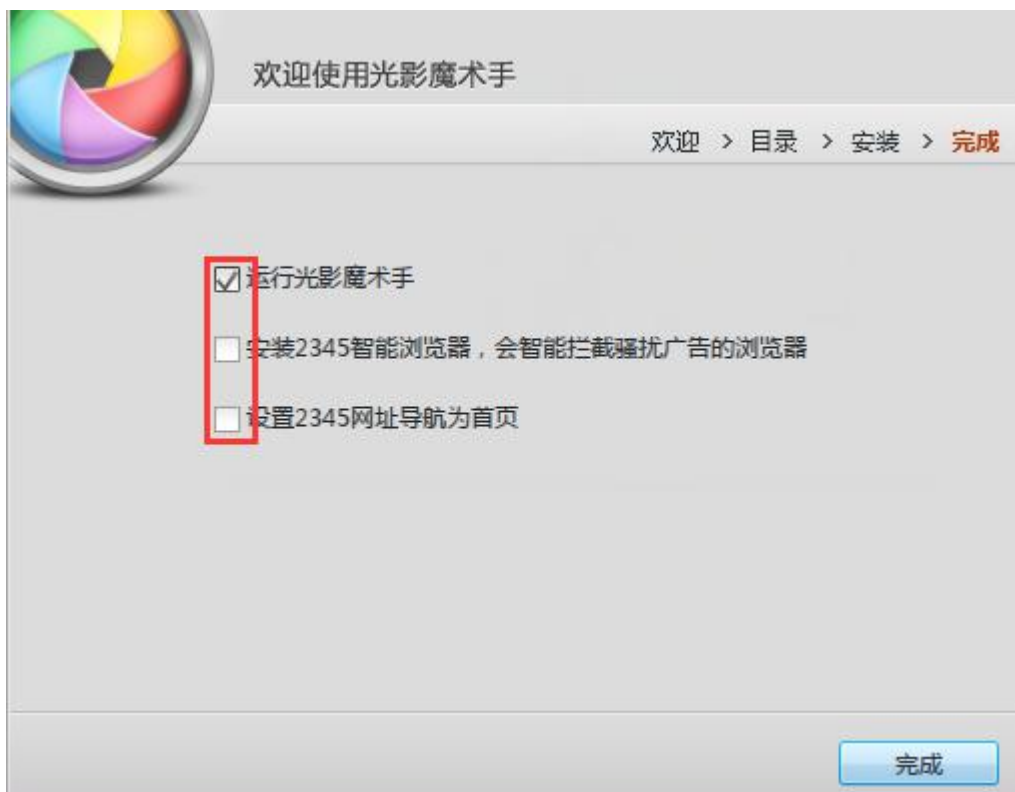 欢迎使用光影魔术手
欢迎 > 目录 > 安装 > 完成
运行光影魔术手
安装2345智能浏览器，会智能拦截骚扰广告的浏览器
设置2345网址导航为首页
完成